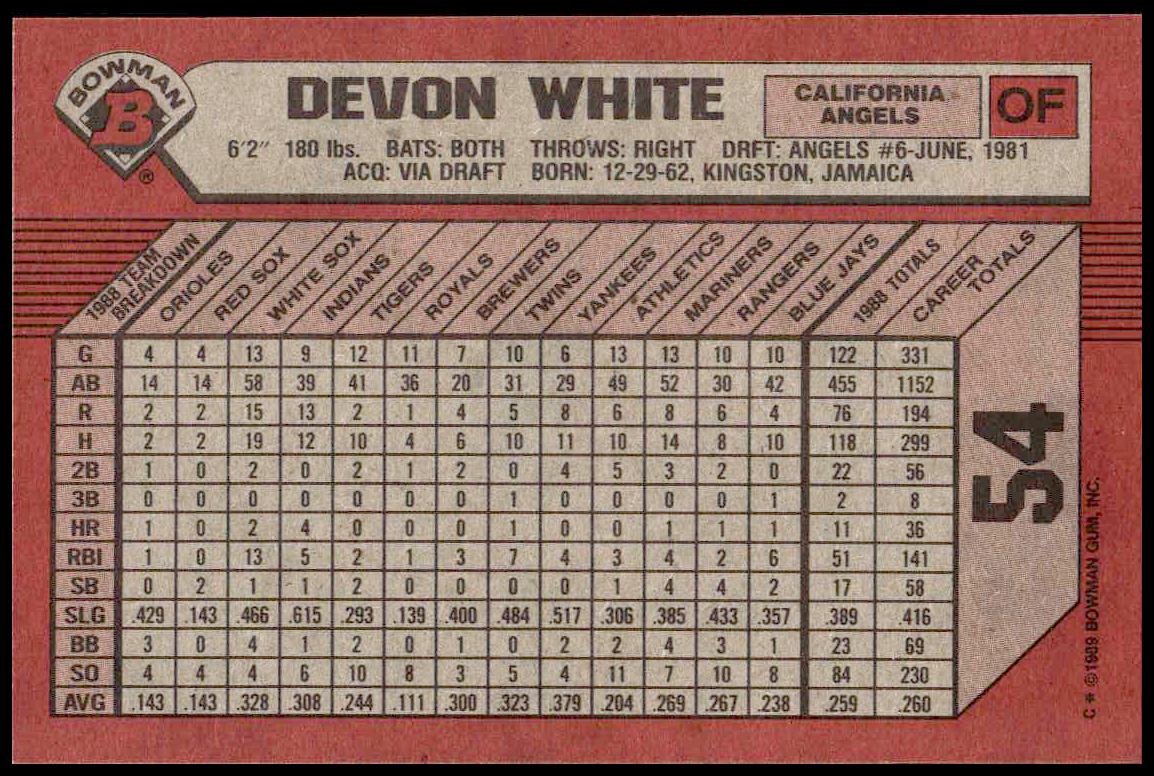 BOWMAN
B
®
DEVON WHITE
CALIFORNIA
ANGELS
OF
6'2" 180 lbs. BATS: BOTH THROWS: RIGHT DRFT: ANGELS #6-JUNE, 1981
ACQ: VIA DRAFT BORN: 12-29-62, KINGSTON, JAMAICA
1988 TEAM BREAKDOWN ORIOLES RED SOX WHITE SOX INDIANS TIGERS ROYALS BREWERS TWINS YANKEES ATHLETICS MARINERS RANGERS BLUE JAYS 1988 TOTALS CAREER TOTALS
G 4 4 13 9 12 11 7 10 6 13 13 10 10 122 331
AB 14 14 58 39 41 36 20 31 29 49 52 30 42 455 1152
R 2 2 15 13 2 1 4 5 8 6 8 6 4 76 194
H 2 2 19 12 10 4 6 10 11 10 14 8 10 118 299
2B 1 0 2 0 2 1 2 0 4 5 3 2 0 22 56
3B 0 0 0 0 0 0 0 1 0 0 0 0 1 2 8
HR 1 0 2 4 0 0 0 1 0 0 1 1 1 11 36
RBI 1 0 13 5 2 1 3 7 4 3 4 2 6 51 141
SB 0 2 1 1 2 0 0 0 0 1 4 4 2 17 58
SLG .429 .143 .466 .615 .293 .139 .400 .484 .517 .306 .385 .433 .357 .389 .416
BB 3 0 4 1 2 0 1 0 2 2 4 3 1 23 69
SO 4 4 4 6 10 8 3 5 4 11 7 10 8 84 230
AVG .143 .143 .328 .308 .244 .111 .300 .323 .379 .204 .269 .267 .238 .259 .260
54
C * ©1989 BOWMAN GUM, INC.